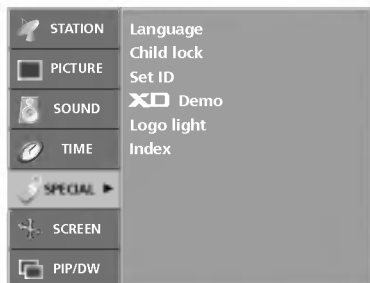 STATION
PICTURE
SOUND
TIME
SPECIAL
SCREEN
PIP/DW
Language
Child lock
Set ID
XD Demo
Logo light
Index